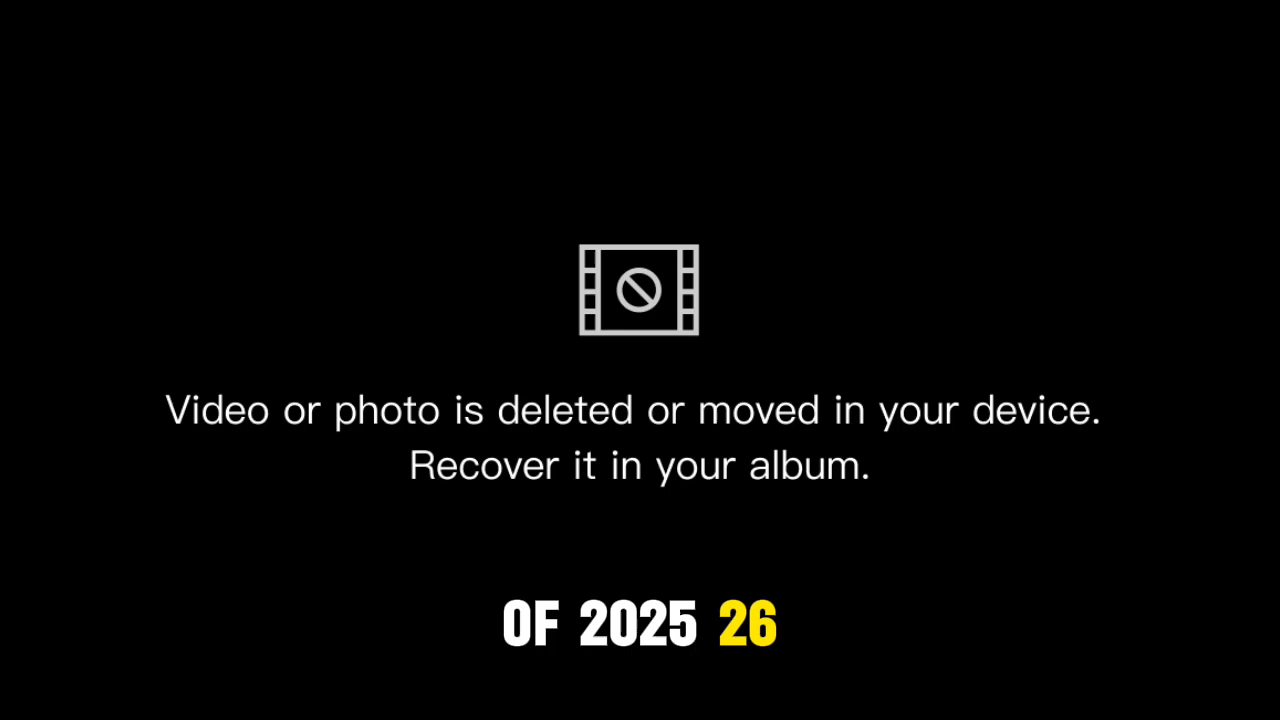 Video or photo is deleted or moved in your device.
Recover it in your album.
OF 2025 26